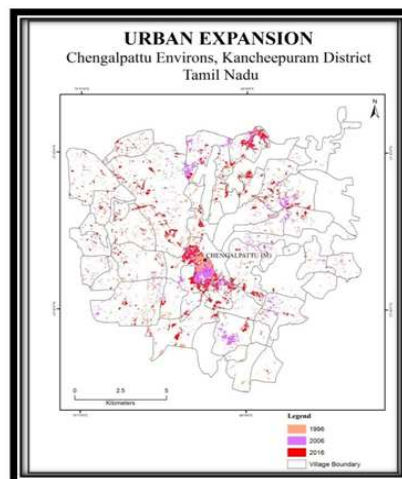 URBAN EXPANSION
Chengalpattu Environs, Kancheepuram District
Tamil Nadu
N
CHENGALPATTU (M)
0 2.5 5
Kilometers
Legend
1996
2006
2016
Village Boundary